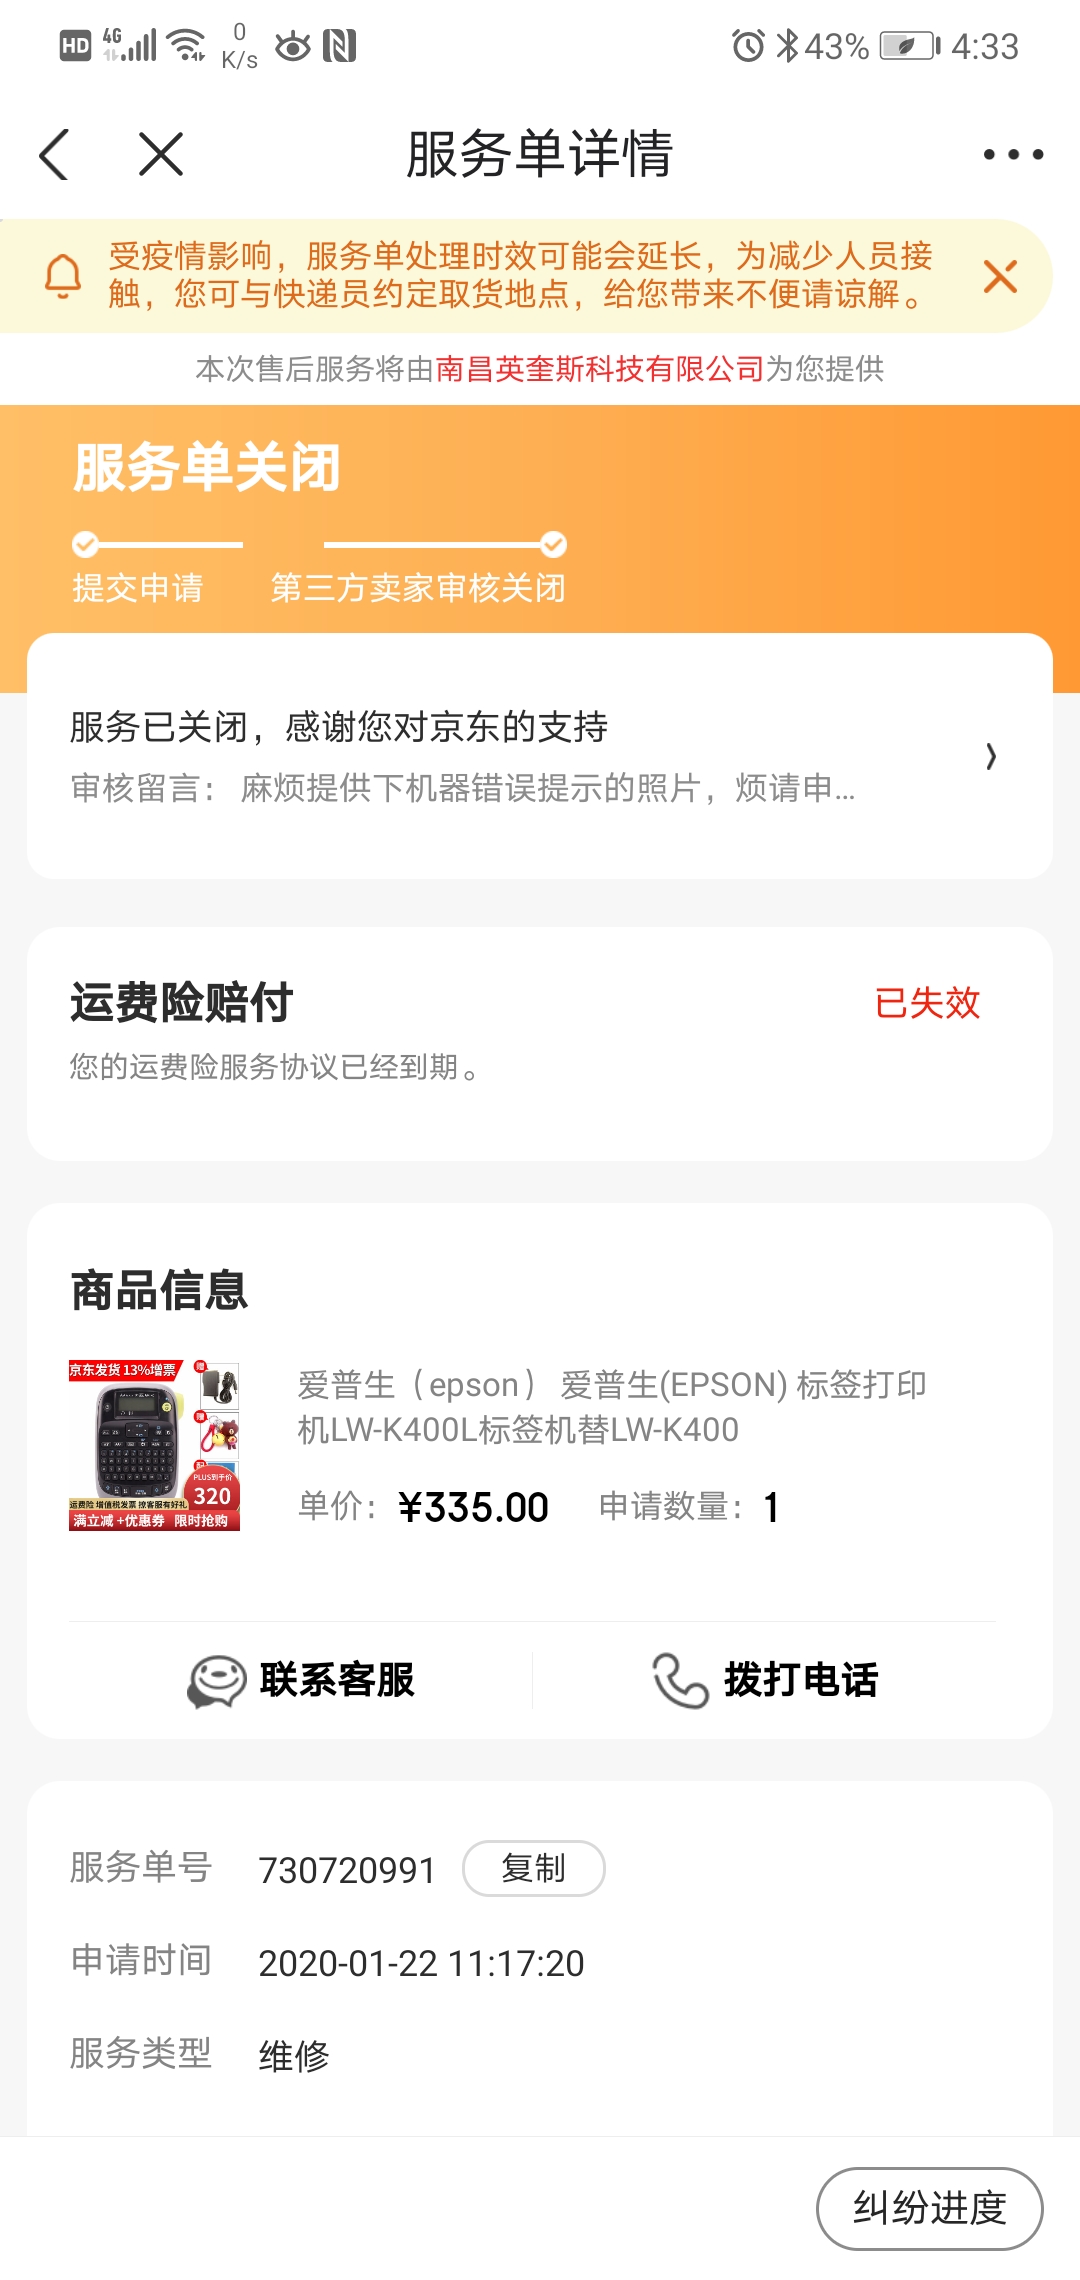 HD 4G 0 K/s 43% 4:33
服务单详情
受疫情影响，服务单处理时效可能会延长，为减少人员接
触，您可与快递员约定取货地点，给您带来不便请谅解。
本次售后服务将由南昌英奎斯科技有限公司为您提供
服务单关闭
提交申请 第三方卖家审核关闭
服务已关闭，感谢您对京东的支持
审核留言： 麻烦提供下机器错误提示的照片，烦请申...
运费险赔付 已失效
您的运费险服务协议已经到期。
商品信息
京东发货 13%增票
赠
赠
PLUS到手价
320
运费险 增值税发票 撩客服有好礼
满立减+优惠券 限时抢购
爱普生（epson） 爱普生(EPSON) 标签打印
机LW-K400L标签机替LW-K400
单价： ¥335.00 申请数量： 1
联系客服 拨打电话
服务单号 730720991 复制
申请时间 2020-01-22 11:17:20
服务类型 维修
纠纷进度